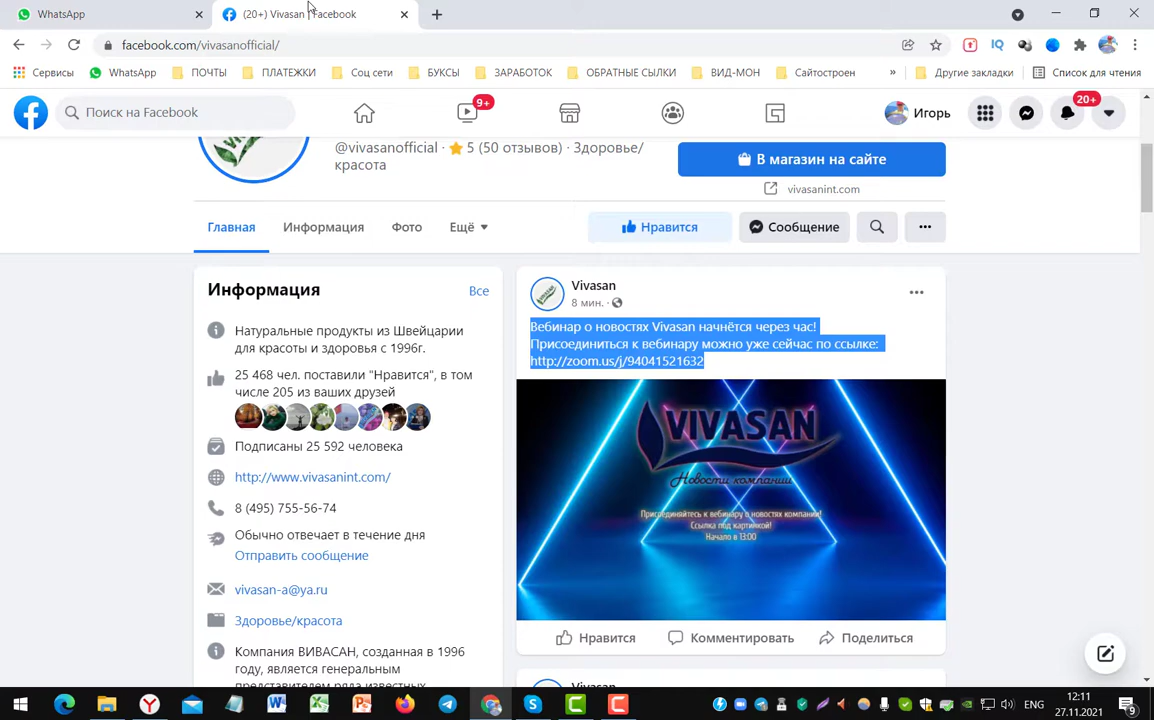 WhatsApp
(20+) Vivasan | Facebook
facebook.com/vivasanofficial/
Сервисы
WhatsApp
ПОЧТЫ
ПЛАТЕЖКИ
Соц сети
БУКСЫ
ЗАРАБОТОК
ОБРАТНЫЕ СЫЛКИ
ВИД-МОН
Сайтостроен
»
Другие закладки
Список для чтения
Поиск на Facebook
9+
Игорь
20+
@vivasanofficial · 5 (50 отзывов) · Здоровье/
красота
В магазин на сайте
vivasanint.com
Главная
Информация
Фото
Ещё
Нравится
Сообщение
Информация
Все
Натуральные продукты из Швейцарии
для красоты и здоровья с 1996г.
25 468 чел. поставили "Нравится", в том
числе 205 из ваших друзей
Подписаны 25 592 человека
http://www.vivasanint.com/
8 (495) 755-56-74
Обычно отвечает в течение дня
Отправить сообщение
vivasan-a@ya.ru
Здоровье/красота
Компания ВИВАСАН, созданная в 1996
году, является генеральным
представителем ряда известных
Vivasan
8 мин. ·
Вебинар о новостях Vivasan начнётся через час!
Присоединиться к вебинару можно уже сейчас по ссылке:
http://zoom.us/j/94041521632
VIVASAN
Новости компании
Присоединяйтесь к вебинару о новостях компании!
Ссылка под картинкой!
Начало в 13:00
Нравится
Комментировать
Поделиться
Vivasan
ENG
12:11
27.11.2021
9